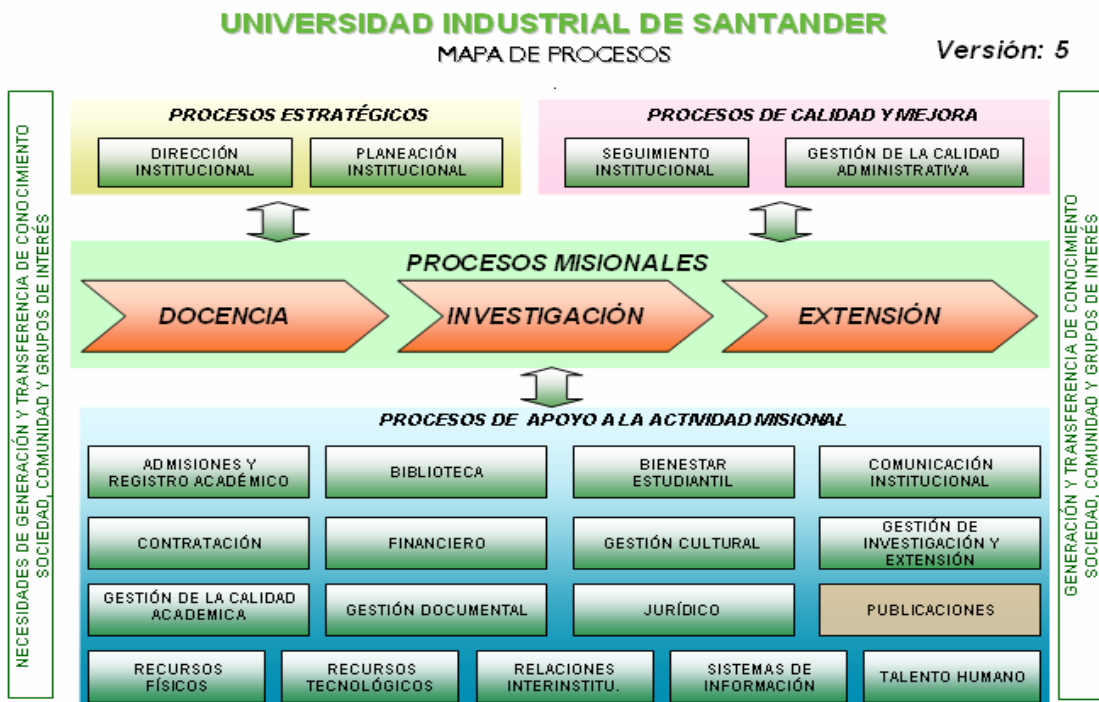 UNIVERSIDAD INDUSTRIAL DE SANTANDER
MAPA DE PROCESOS
Versión: 5
NECESIDADES DE GENERACIÓN Y TRANSFERENCIA DE CONOCIMIENTO
SOCIEDAD, COMUNIDAD Y GRUPOS DE INTERÉS
PROCESOS ESTRATÉGICOS
DIRECCIÓN
INSTITUCIONAL
PLANEACIÓN
INSTITUCIONAL
PROCESOS DE CALIDAD Y MEJORA
SEGUIMIENTO
INSTITUCIONAL
GESTIÓN DE LA CALIDAD
ADMINISTRATIVA
PROCESOS MISIONALES
DOCENCIA
INVESTIGACIÓN
EXTENSIÓN
PROCESOS DE APOYO A LA ACTIVIDAD MISIONAL
ADMISIONES Y
REGISTRO ACADÉMICO
BIBLIOTECA
BIENESTAR
ESTUDIANTIL
COMUNICACIÓN
INSTITUCIONAL
CONTRATACIÓN
FINANCIERO
GESTIÓN CULTURAL
GESTIÓN DE
INVESTIGACIÓN Y
EXTENSIÓN
GESTIÓN DE LA CALIDAD
ACADEMICA
GESTIÓN DOCUMENTAL
JURÍDICO
PUBLICACIONES
RECURSOS
FÍSICOS
RECURSOS
TECNOLÓGICOS
RELACIONES
INTERINSTITU.
SISTEMAS DE
INFORMACIÓN
TALENTO HUMANO
GENERACIÓN Y TRANSFERENCIA DE CONOCIMIENTO
SOCIEDAD, COMUNIDAD Y GRUPOS DE INTERÉS